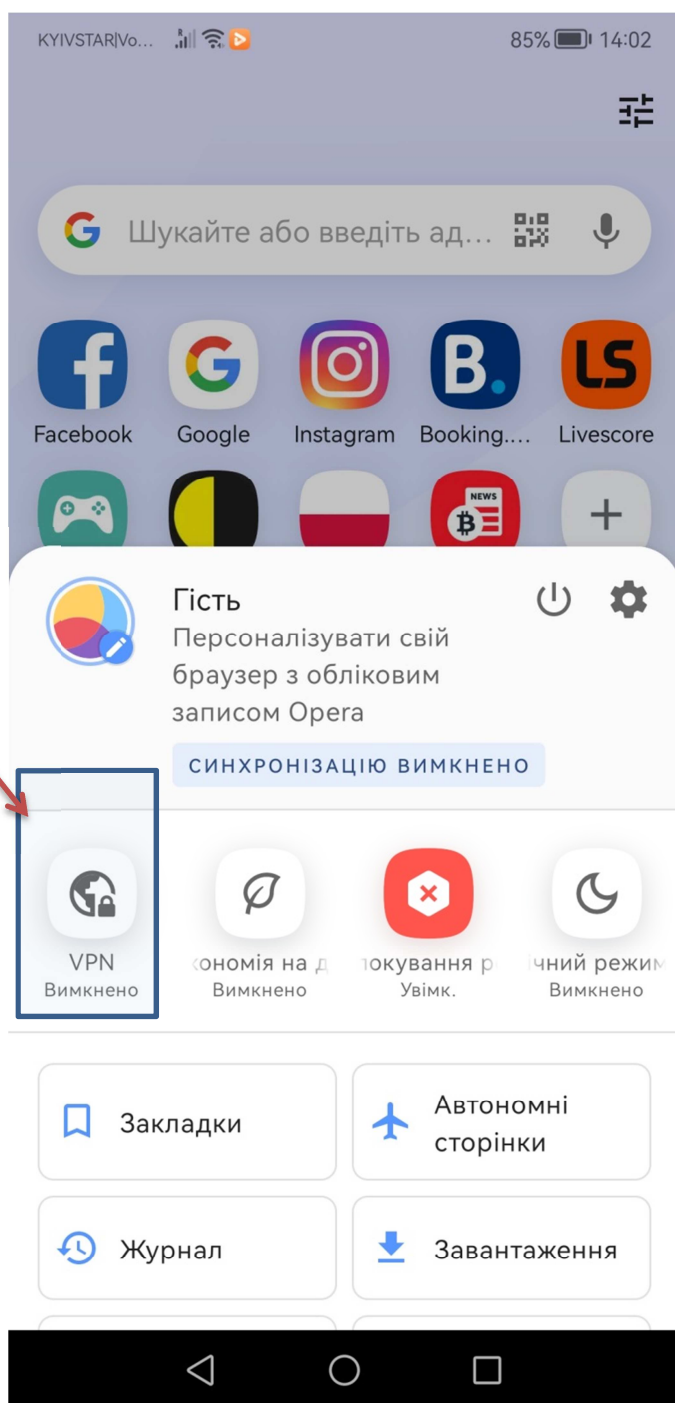 KYIVSTAR|Vo... R 85% 14:02
Шукайте або введіть ад...
Facebook Google Instagram Booking.... Livescore
NEWS
Гість
Персоналізувати свій
браузер з обліковим
записом Opera
СИНХРОНІЗАЦІЮ ВИМКНЕНО
VPN кономія на д локування р ічний режим
Вимкнено Вимкнено Увімк. Вимкнено
Закладки
Автономні
сторінки
Журнал
Завантаження